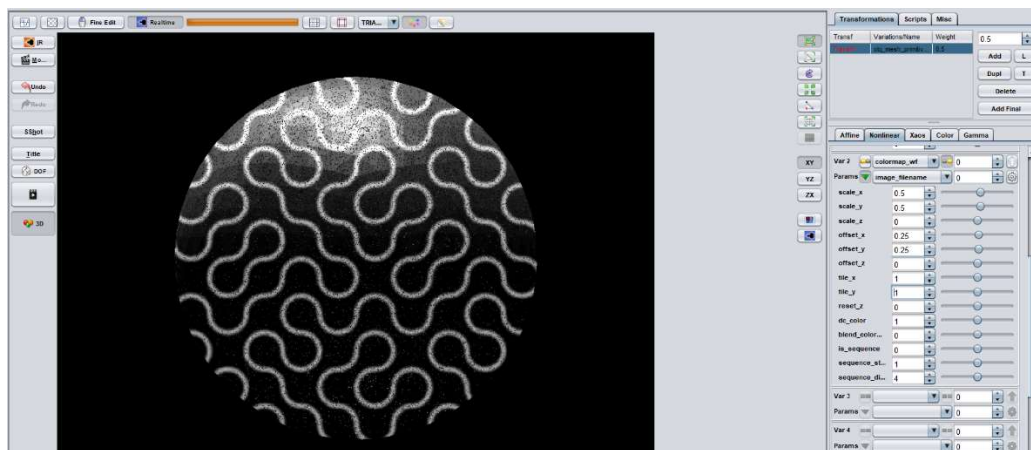 Fine Edit Realtime TRIA... Transformations Scripts Misc
Transf Variations/Name Weight 0.5
0.5
Add L
Dupl T
Delete
Add Final
IR
Mo...
Undo
Redo
SShot
Title
DOF
3D
XY
YZ
ZX
Affine Nonlinear Xaos Color Gamma
Var 2 colormap_wf 0
Params image_filename 0
scale_x 0.5
scale_y 0.5
scale_z 0
offset_x 0.25
offset_y 0.25
offset_z 0
tile_x 1
tile_y 1
reset_z 0
dc_color 1
blend_color... 0
is_sequence 0
sequence_st... 1
sequence_di... 4
Var 3 0
Params 0
Var 4 0
Params 0